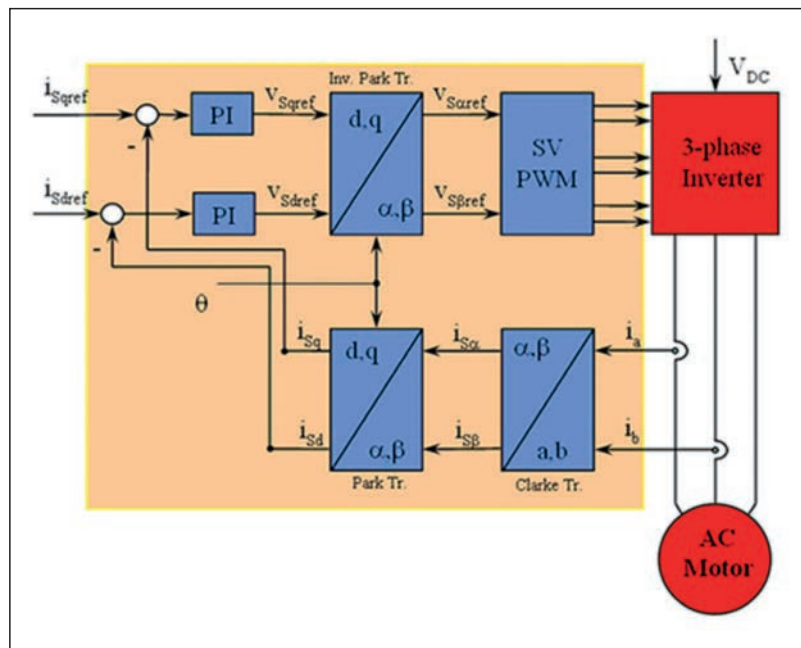 i_Sqref
PI
v_Sqref
Inv. Park Tr.
d,q
α,β
v_Sαref
SV
PWM
V_DC
3-phase
Inverter
i_Sdref
PI
v_Sdref
v_Sβref
-
-
θ
i_Sq
d,q
α,β
i_Sα
α,β
a,b
i_a
i_Sd
i_Sβ
i_b
Park Tr.
Clarke Tr.
AC
Motor